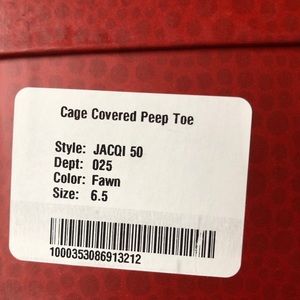 Cage Covered Peep Toe
Style: JACQI 50
Dept: 025
Color: Fawn
Size: 6.5
1000353086913212